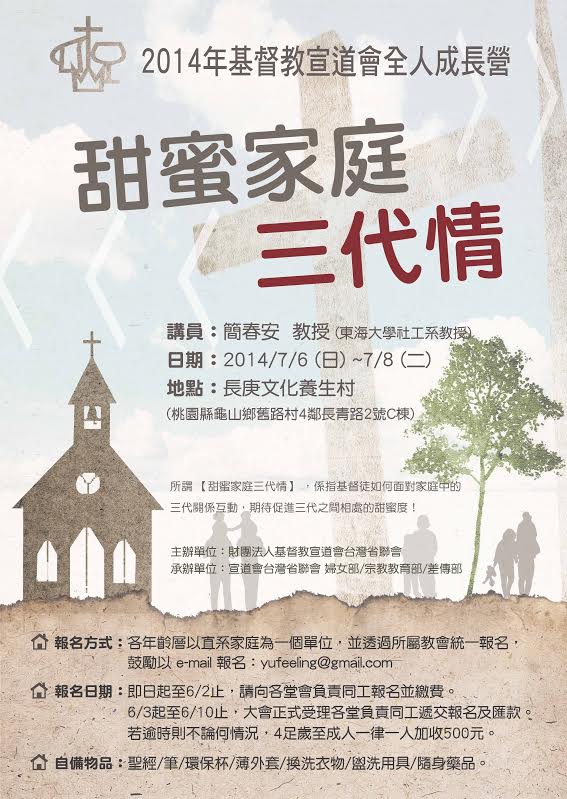 2014年基督教宣道會全人成長營
甜蜜家庭
三代情
講員：簡春安 教授 (東海大學社工系教授)
日期：2014/7/6 (日) ~7/8 (二)
地點：長庚文化養生村
(桃園縣龜山鄉舊路村4鄰長青路2號C棟)
所謂【甜蜜家庭三代情】，係指基督徒如何面對家庭中的
三代關係互動，期待促進三代之間相處的甜蜜度！
主辦單位：財團法人基督教宣道會台灣省聯會
承辦單位：宣道會台灣省聯會 婦女部/宗教教育部/差傳部
報名方式：各年齡層以直系家庭為一個單位，並透過所屬教會統一報名，
鼓勵以 e-mail 報名：yufeeling@gmail.com
報名日期：即日起至6/2止，請向各堂會負責同工報名並繳費。
6/3起至6/10止，大會正式受理各堂負責同工遞交報名及匯款。
若逾時則不論何情況，4足歲至成人一律一人加收500元。
自備物品：聖經/筆/環保杯/薄外套/換洗衣物/盥洗用具/隨身藥品。